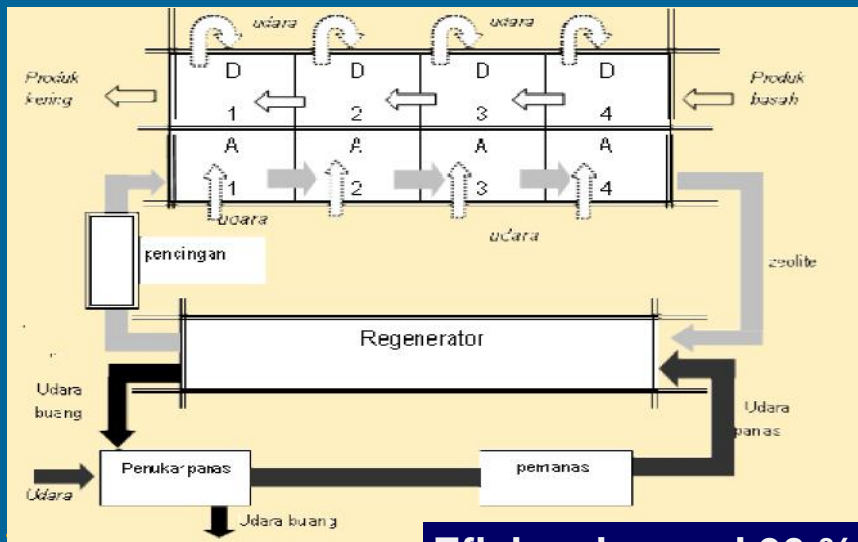 udara udara
Produk
kering
D D D D
Produk
basah
1 2 3 4
A A A A
1 2 3 4
udara
udara
pencingan
zeolite
Regenerator
Udara
buang
Udara
panas
Penukar panas
pemanas
Udara
Udara buang